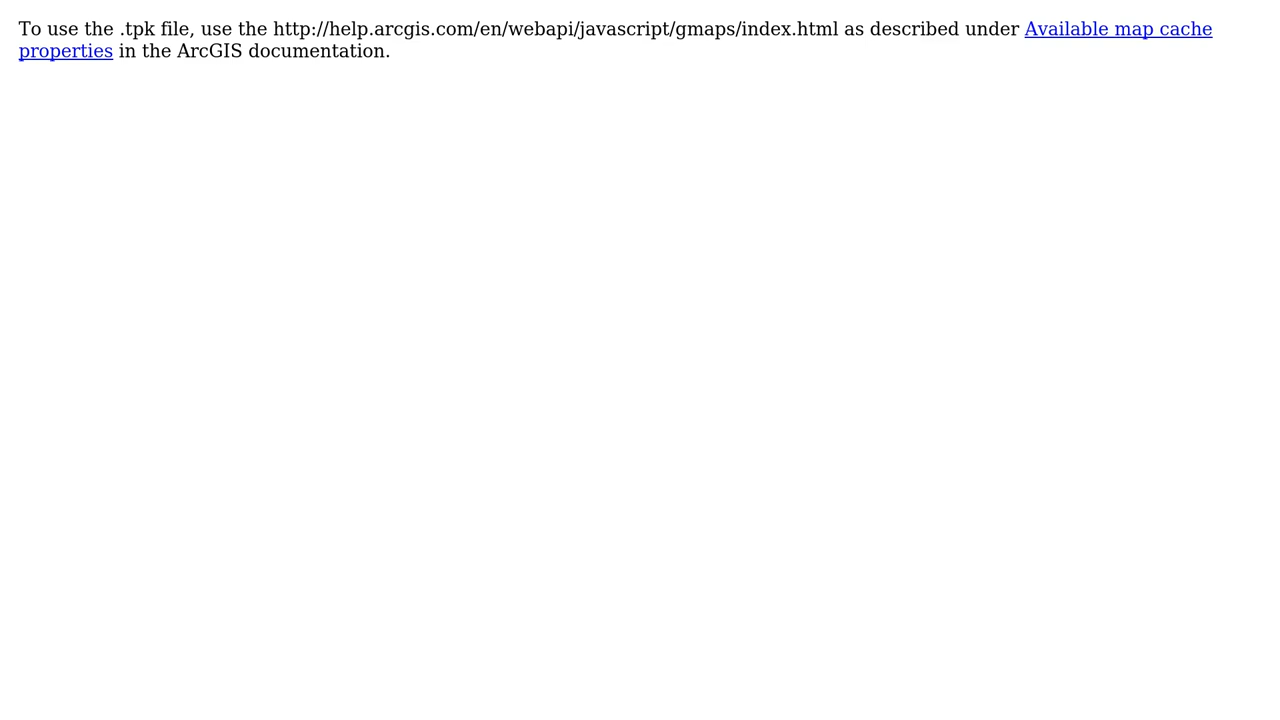 To use the .tpk file, use the http://help.arcgis.com/en/webapi/javascript/gmaps/index.html as described under Available map cache
properties in the ArcGIS documentation.